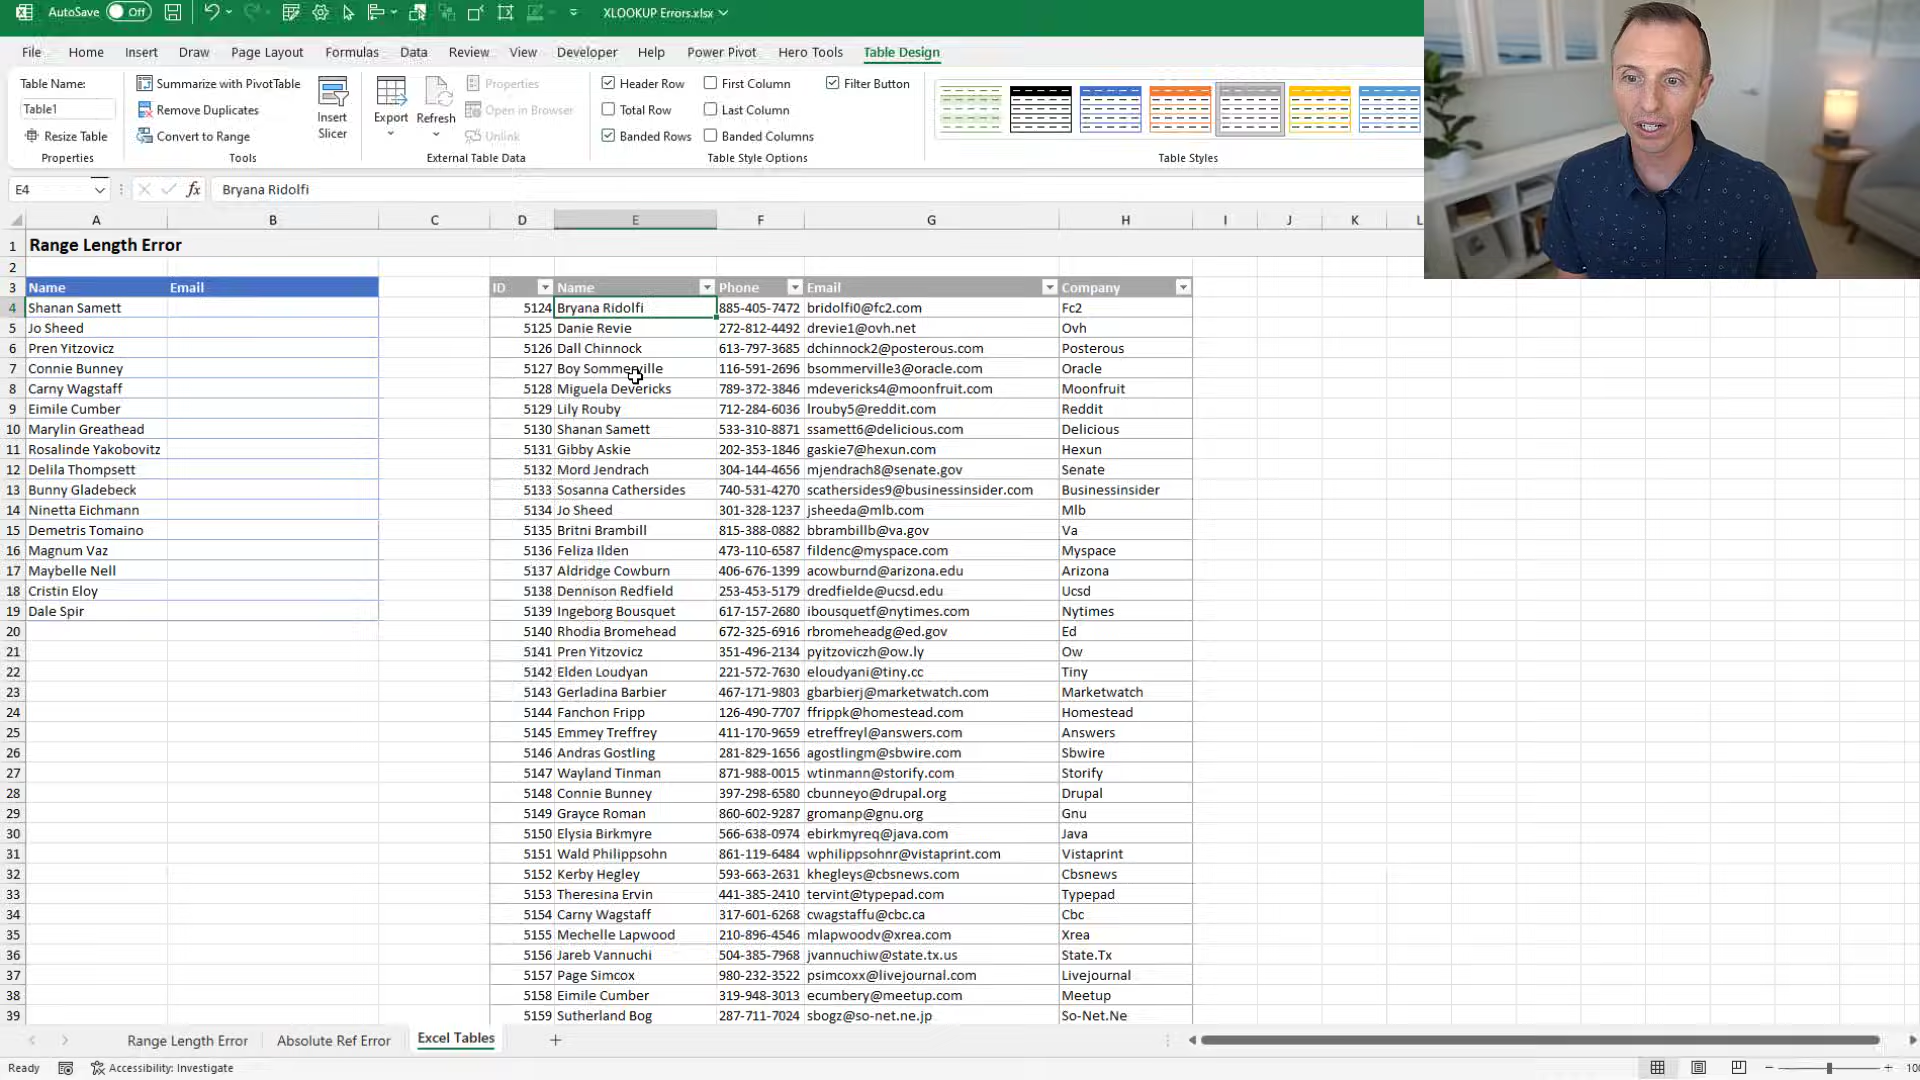 AutoSave Off XLOOKUP Errors.xlsx
File Home Insert Draw Page Layout Formulas Data Review View Developer Help Power Pivot Hero Tools Table Design
Table Name:
Table1
Resize Table
Properties
Summarize with PivotTable
Remove Duplicates
Convert to Range
Tools
Insert Slicer
Export
Refresh
Properties
Open in Browser
Unlink
External Table Data
Header Row First Column Filter Button
Total Row Last Column
Banded Rows Banded Columns
Table Style Options
Table Styles
E4 fx Bryana Ridolfi
A B C D E F G H I J K L
1 Range Length Error
2
3 Name Email ID Name Phone Email Company
4 Shanan Samett 5124 Bryana Ridolfi 885-405-7472 bridolfi0@fc2.com Fc2
5 Jo Sheed 5125 Danie Revie 272-812-4492 drevie1@ovh.net Ovh
6 Pren Yitzovicz 5126 Dall Chinnock 613-797-3685 dchinnock2@posterous.com Posterous
7 Connie Bunney 5127 Boy Sommerville 116-591-2696 bsommerville3@oracle.com Oracle
8 Carny Wagstaff 5128 Miguela Devericks 789-372-3846 mdevericks4@moonfruit.com Moonfruit
9 Eimile Cumber 5129 Lily Rouby 712-284-6036 lrouby5@reddit.com Reddit
10 Marylin Greathead 5130 Shanan Samett 533-310-8871 ssamett6@delicious.com Delicious
11 Rosalinde Yakobovitz 5131 Gibby Askie 202-353-1846 gaskie7@hexun.com Hexun
12 Delila Thompsett 5132 Mord Jendrach 304-144-4656 mjendrach8@senate.gov Senate
13 Bunny Gladebeck 5133 Sosanna Cathersides 740-531-4270 scathersides9@businessinsider.com Businessinsider
14 Ninetta Eichmann 5134 Jo Sheed 301-328-1237 jsheeda@mlb.com Mlb
15 Demetris Tomaino 5135 Britni Brambill 815-388-0882 bbrambillb@va.gov Va
16 Magnum Vaz 5136 Feliza Ilden 473-110-6587 fildenc@myspace.com Myspace
17 Maybelle Nell 5137 Aldridge Cowburn 406-676-1399 acowburnd@arizona.edu Arizona
18 Cristin Eloy 5138 Dennison Redfield 253-453-5179 dredfielde@ucsd.edu Ucsd
19 Dale Spir 5139 Ingeborg Bousquet 617-157-2680 ibousquetf@nytimes.com Nytimes
20 5140 Rhodia Bromehead 672-325-6916 rbromeheadg@ed.gov Ed
21 5141 Pren Yitzovicz 351-496-2134 pyitzoviczh@ow.ly Ow
22 5142 Elden Loudyan 221-572-7630 eloudyani@tiny.cc Tiny
23 5143 Gerladina Barbier 467-171-9803 gbarbierj@marketwatch.com Marketwatch
24 5144 Fanchon Fripp 126-490-7707 ffrippk@homestead.com Homestead
25 5145 Emmey Treffrey 411-170-9659 etreffreyl@answers.com Answers
26 5146 Andras Gostling 281-829-1656 agostlingm@sbwire.com Sbwire
27 5147 Wayland Tinman 871-988-0015 wtinmann@storify.com Storify
28 5148 Connie Bunney 397-298-6580 cbunneyo@drupal.org Drupal
29 5149 Grayce Roman 860-602-9287 gromanp@gnu.org Gnu
30 5150 Elysia Birkmyre 566-638-0974 ebirkmyreq@java.com Java
31 5151 Wald Philippsohn 861-119-6484 wphilippsohnr@vistaprint.com Vistaprint
32 5152 Kerby Hegley 593-663-2631 khegleys@cbsnews.com Cbsnews
33 5153 Theresina Ervin 441-385-2410 tervint@typepad.com Typepad
34 5154 Carny Wagstaff 317-601-6268 cwagstaffu@cbc.ca Cbc
35 5155 Mechelle Lapwood 210-896-4546 mlapwoodv@xrea.com Xrea
36 5156 Jareb Vannuchi 504-385-7968 jvannuchiw@state.tx.us State.Tx
37 5157 Page Simcox 980-232-3522 psimcoxx@livejournal.com Livejournal
38 5158 Eimile Cumber 319-948-3013 ecumbery@meetup.com Meetup
39 5159 Sutherland Bog 287-711-7024 sbogz@so-net.ne.jp So-Net.Ne
Range Length Error Absolute Ref Error Excel Tables
Ready Accessibility: Investigate